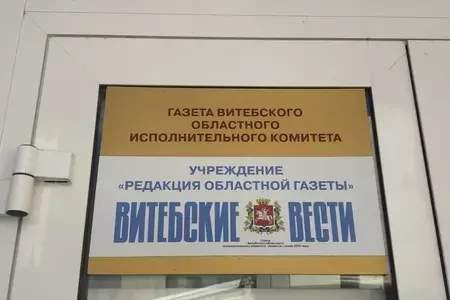 ГАЗЕТА ВИТЕБСКОГО
ОБЛАСТНОГО
ИСПОЛНИТЕЛЬНОГО КОМИТЕТА
УЧРЕЖДЕНИЕ
«РЕДАКЦИЯ ОБЛАСТНОЙ ГАЗЕТЫ»
ВИТЕБСКИЕ ВЕСТИ